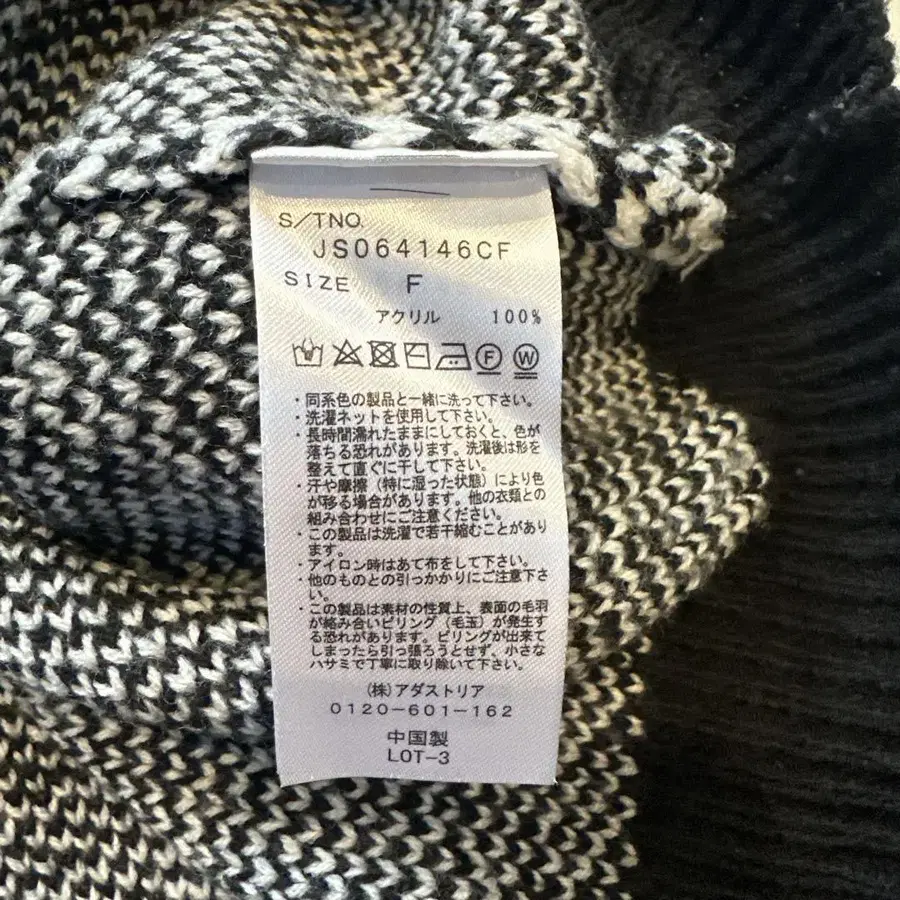 S/TNO.
JS064146CF
SIZE F
アクリル 100%
F W
・同系色の製品と一緒に洗って下さい。
・洗濯ネットを使用して下さい。
・長時間濡れたままにしておくと、色が
落ちる恐れがあります。洗濯後は形を
整えて直ぐに干して下さい。
・汗や摩擦（特に湿った状態）により色
が移る場合があります。他の衣類との
組み合わせにご注意ください。
・この製品は洗濯で若干縮むことがあり
ます。
・アイロン時はあて布をして下さい。
・他のものとの引っかかりにご注意下さ
い。
・この製品は素材の性質上、表面の毛羽
が絡み合いピリング（毛玉）が発生す
る恐れがあります。ピリングが出来て
しまったら引っ張ろうとせず、小さな
ハサミで丁寧に取り除いて下さい。
（株）アダストリア
0120-601-162
中国製
LOT-3